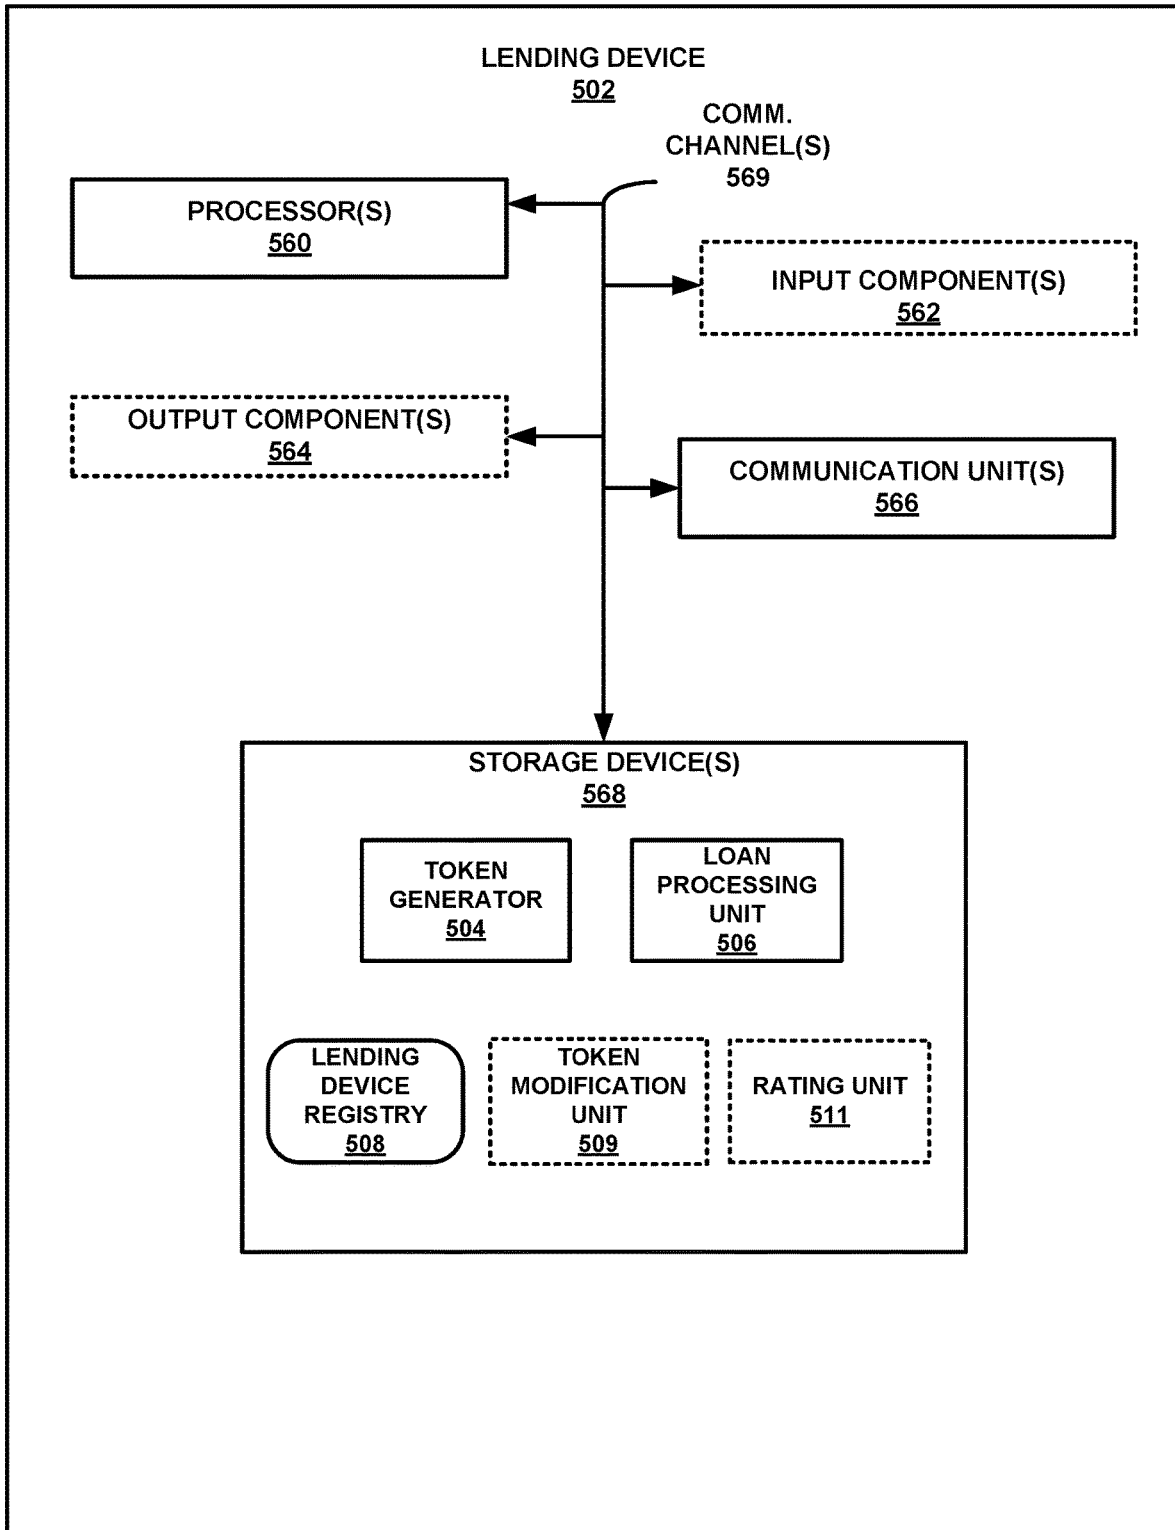 LENDING DEVICE
502
COMM.
CHANNEL(S)
569
PROCESSOR(S)
560
INPUT COMPONENT(S)
562
OUTPUT COMPONENT(S)
564
COMMUNICATION UNIT(S)
566
STORAGE DEVICE(S)
568
TOKEN
GENERATOR
504
LOAN
PROCESSING
UNIT
506
LENDING
DEVICE
REGISTRY
508
TOKEN
MODIFICATION
UNIT
509
RATING UNIT
511